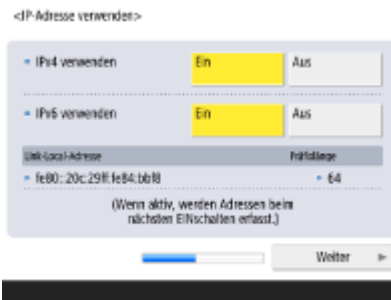 <IP-Adresse verwenden>
IPv4 verwenden Ein Aus
IPv6 verwenden Ein Aus
Link-Local-Adresse Präfixlänge
fe80::20c:29ff:fe84:bbf8 64
(Wenn aktiv, werden Adressen beim
nächsten EINschalten erfasst.)
Weiter